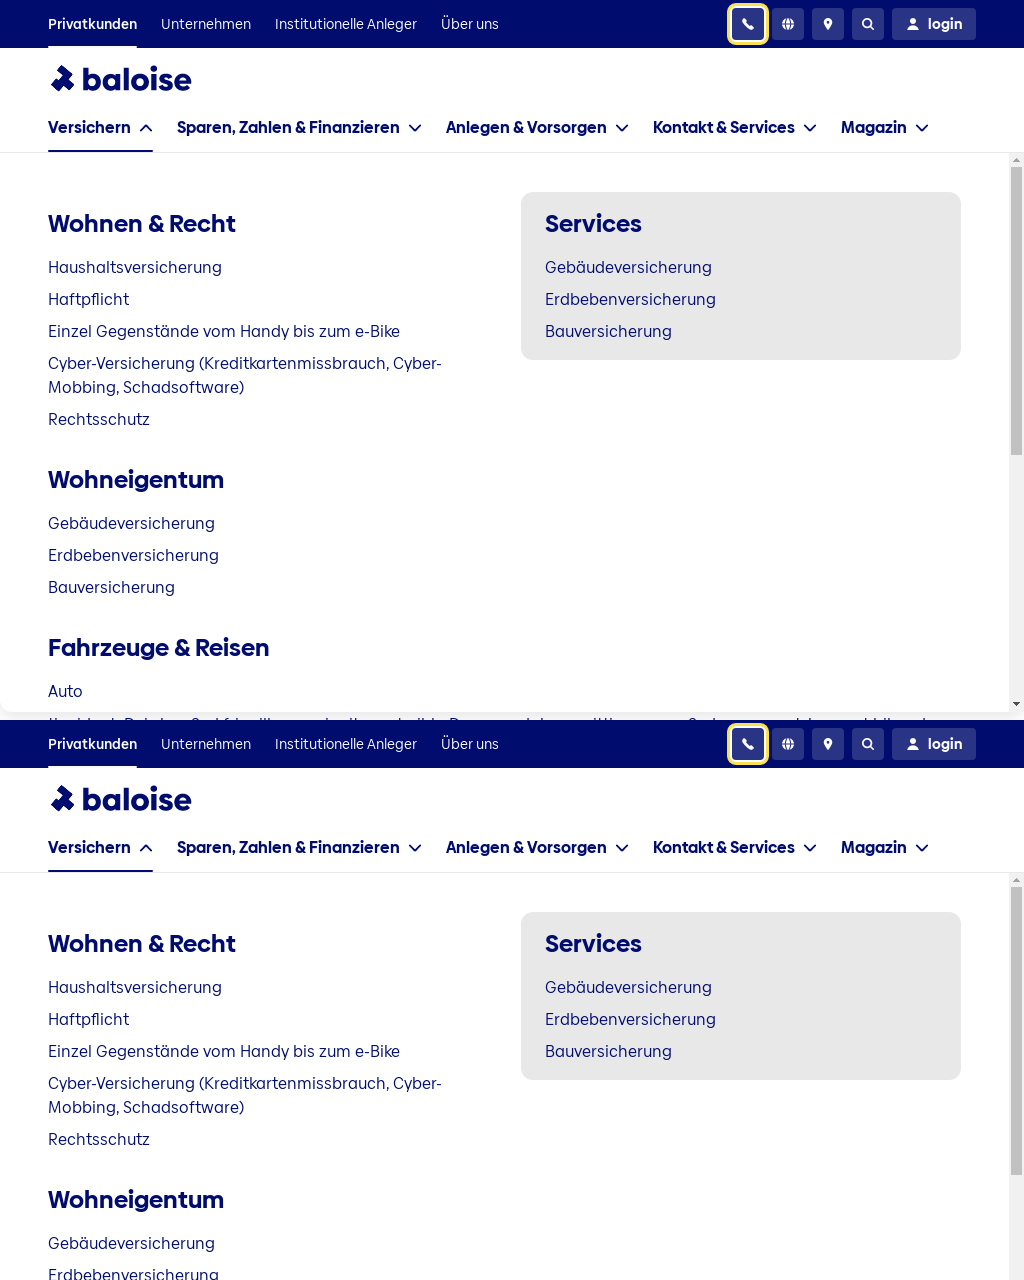 Privatkunden Unternehmen Institutionelle Anleger Über uns login
baloise
Versichern Sparen, Zahlen & Finanzieren Anlegen & Vorsorgen Kontakt & Services Magazin
Wohnen & Recht
Haushaltsversicherung
Haftpflicht
Einzel Gegenstände vom Handy bis zum e-Bike
Cyber-Versicherung (Kreditkartenmissbrauch, Cyber-
Mobbing, Schadsoftware)
Rechtsschutz
Wohneigentum
Gebäudeversicherung
Erdbebenversicherung
Bauversicherung
Fahrzeuge & Reisen
Auto
Services
Gebäudeversicherung
Erdbebenversicherung
Bauversicherung
Privatkunden Unternehmen Institutionelle Anleger Über uns login
baloise
Versichern Sparen, Zahlen & Finanzieren Anlegen & Vorsorgen Kontakt & Services Magazin
Wohnen & Recht
Haushaltsversicherung
Haftpflicht
Einzel Gegenstände vom Handy bis zum e-Bike
Cyber-Versicherung (Kreditkartenmissbrauch, Cyber-
Mobbing, Schadsoftware)
Rechtsschutz
Wohneigentum
Gebäudeversicherung
Erdbebenversicherung
Services
Gebäudeversicherung
Erdbebenversicherung
Bauversicherung